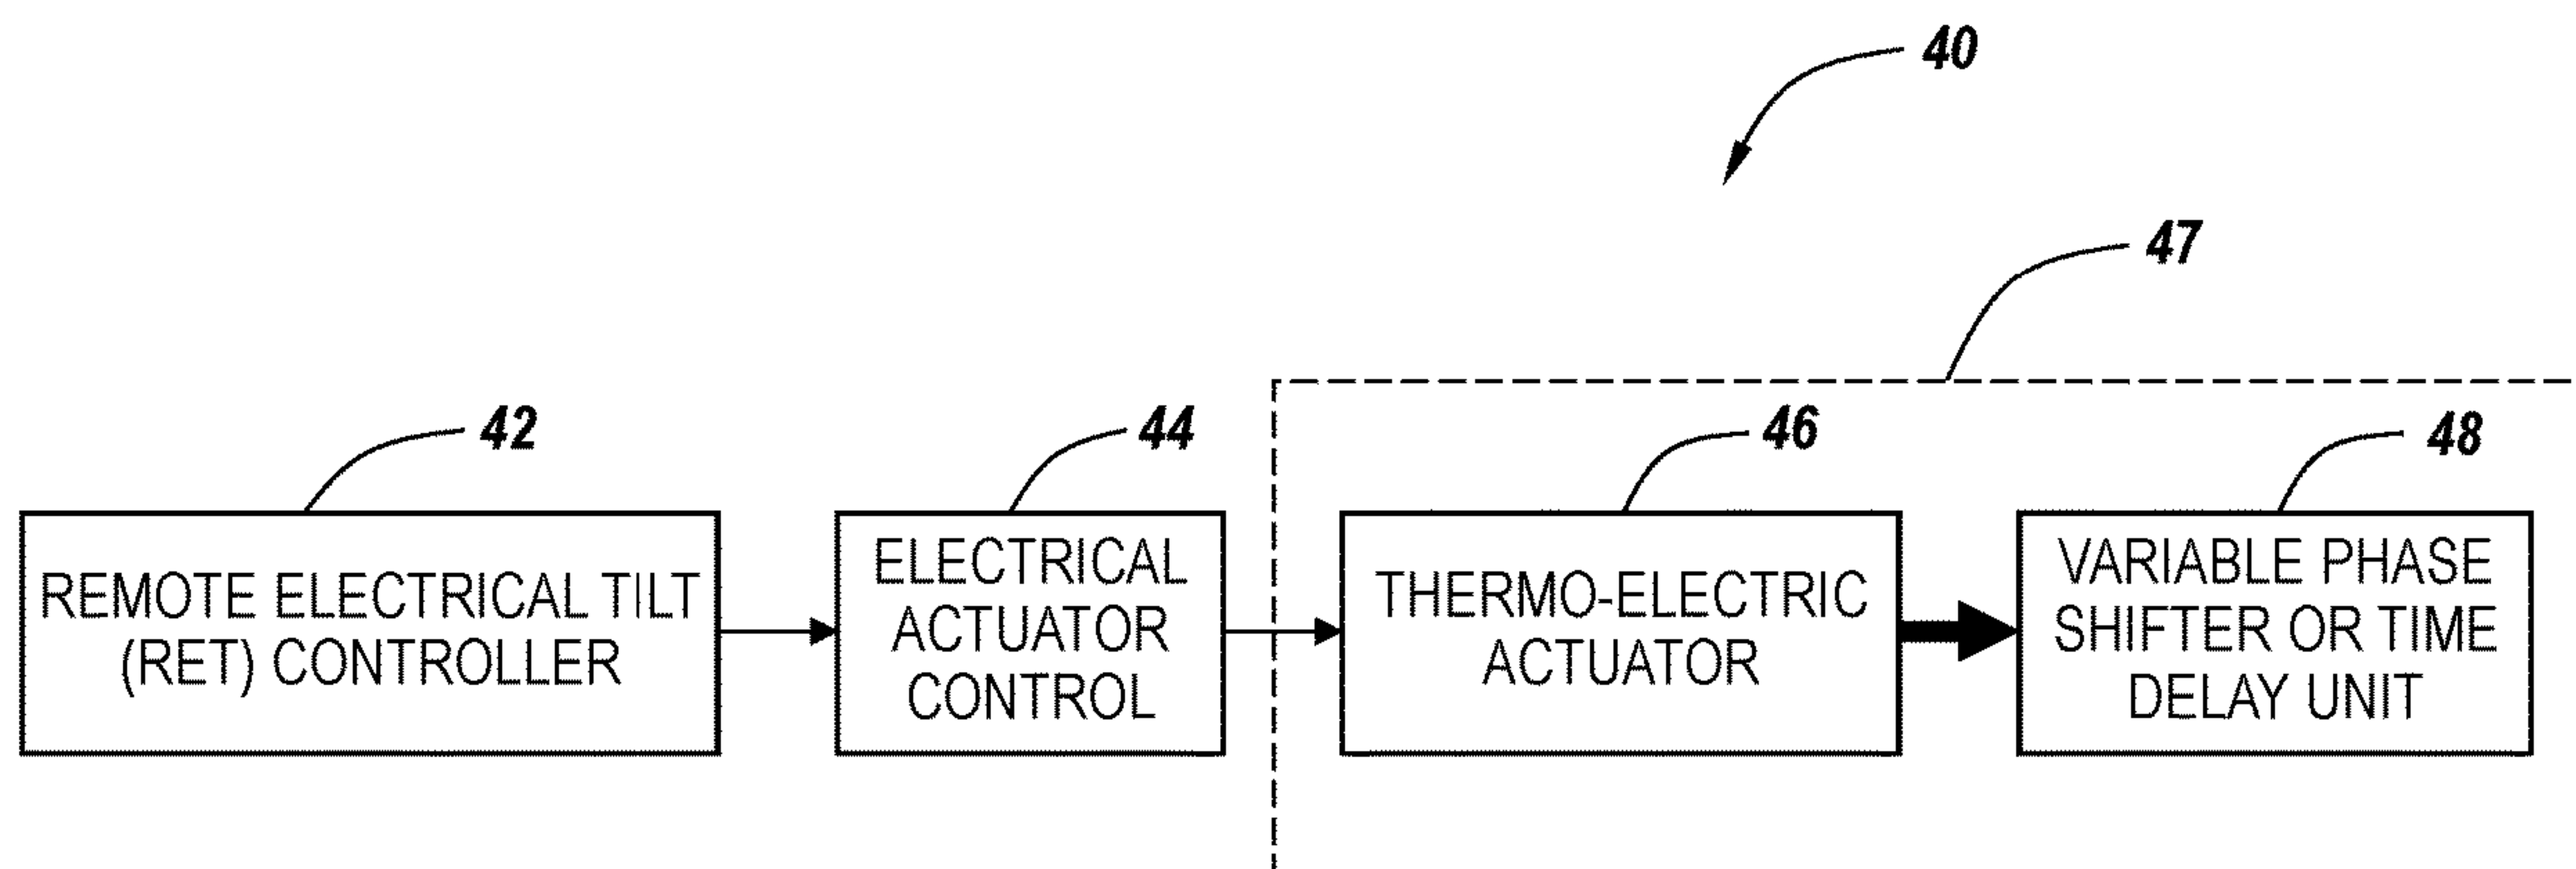 40
47
42
44
46
48
REMOTE ELECTRICAL TILT
(RET) CONTROLLER
ELECTRICAL
ACTUATOR
CONTROL
THERMO-ELECTRIC
ACTUATOR
VARIABLE PHASE
SHIFTER OR TIME
DELAY UNIT